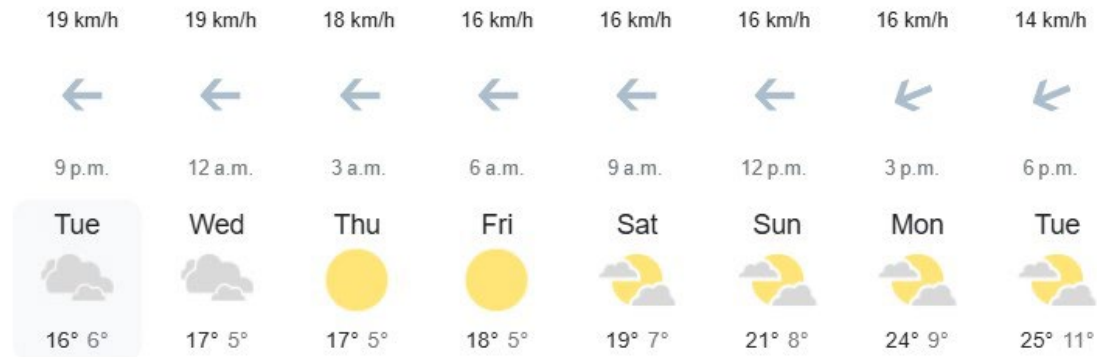 19 km/h 19 km/h 18 km/h 16 km/h 16 km/h 16 km/h 16 km/h 14 km/h
9 p.m. 12 a.m. 3 a.m. 6 a.m. 9 a.m. 12 p.m. 3 p.m. 6 p.m.
Tue Wed Thu Fri Sat Sun Mon Tue
16° 6° 17° 5° 17° 5° 18° 5° 19° 7° 21° 8° 24° 9° 25° 11°